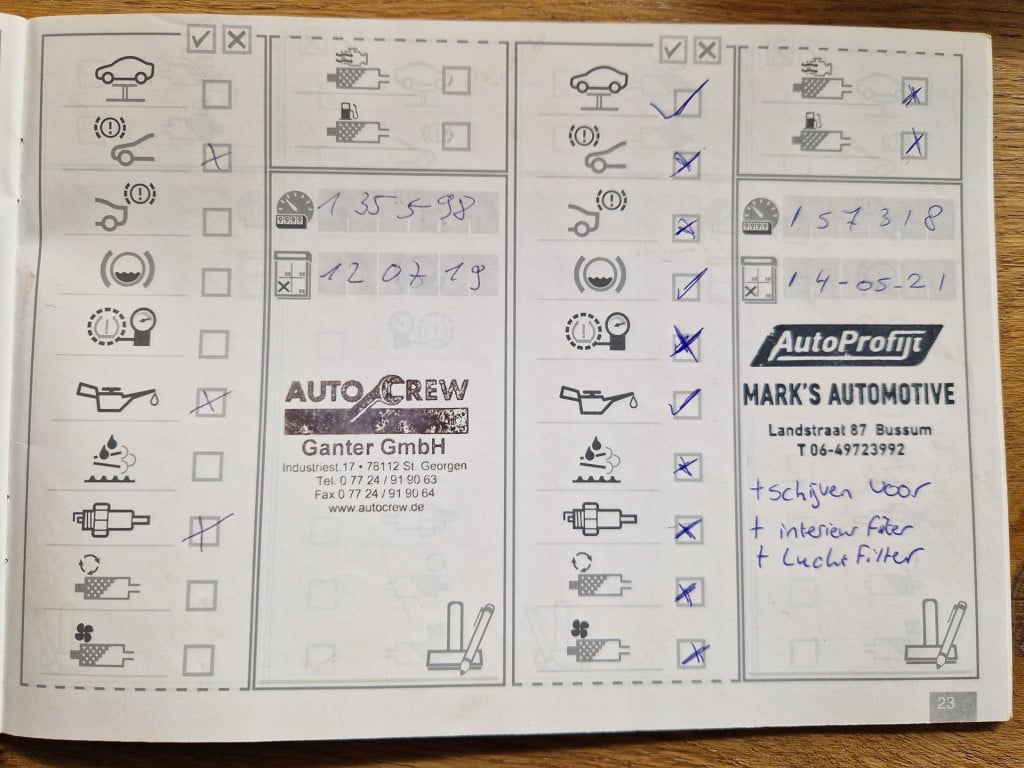 1 35 5 98
12 07 19
AUTO CREW
Ganter GmbH
Industriest.17 • 78112 St. Georgen
Tel. 0 77 24 / 91 90 63
Fax 0 77 24 / 91 90 64
www.autocrew.de
1 5 7 3 1 8
1 4 - 05 - 2 1
AutoProfijt
MARK'S AUTOMOTIVE
Landstraat 87 Bussum
T 06-49723992
+ schijven voor
+ interieur filter
+ Lucht Filter
23